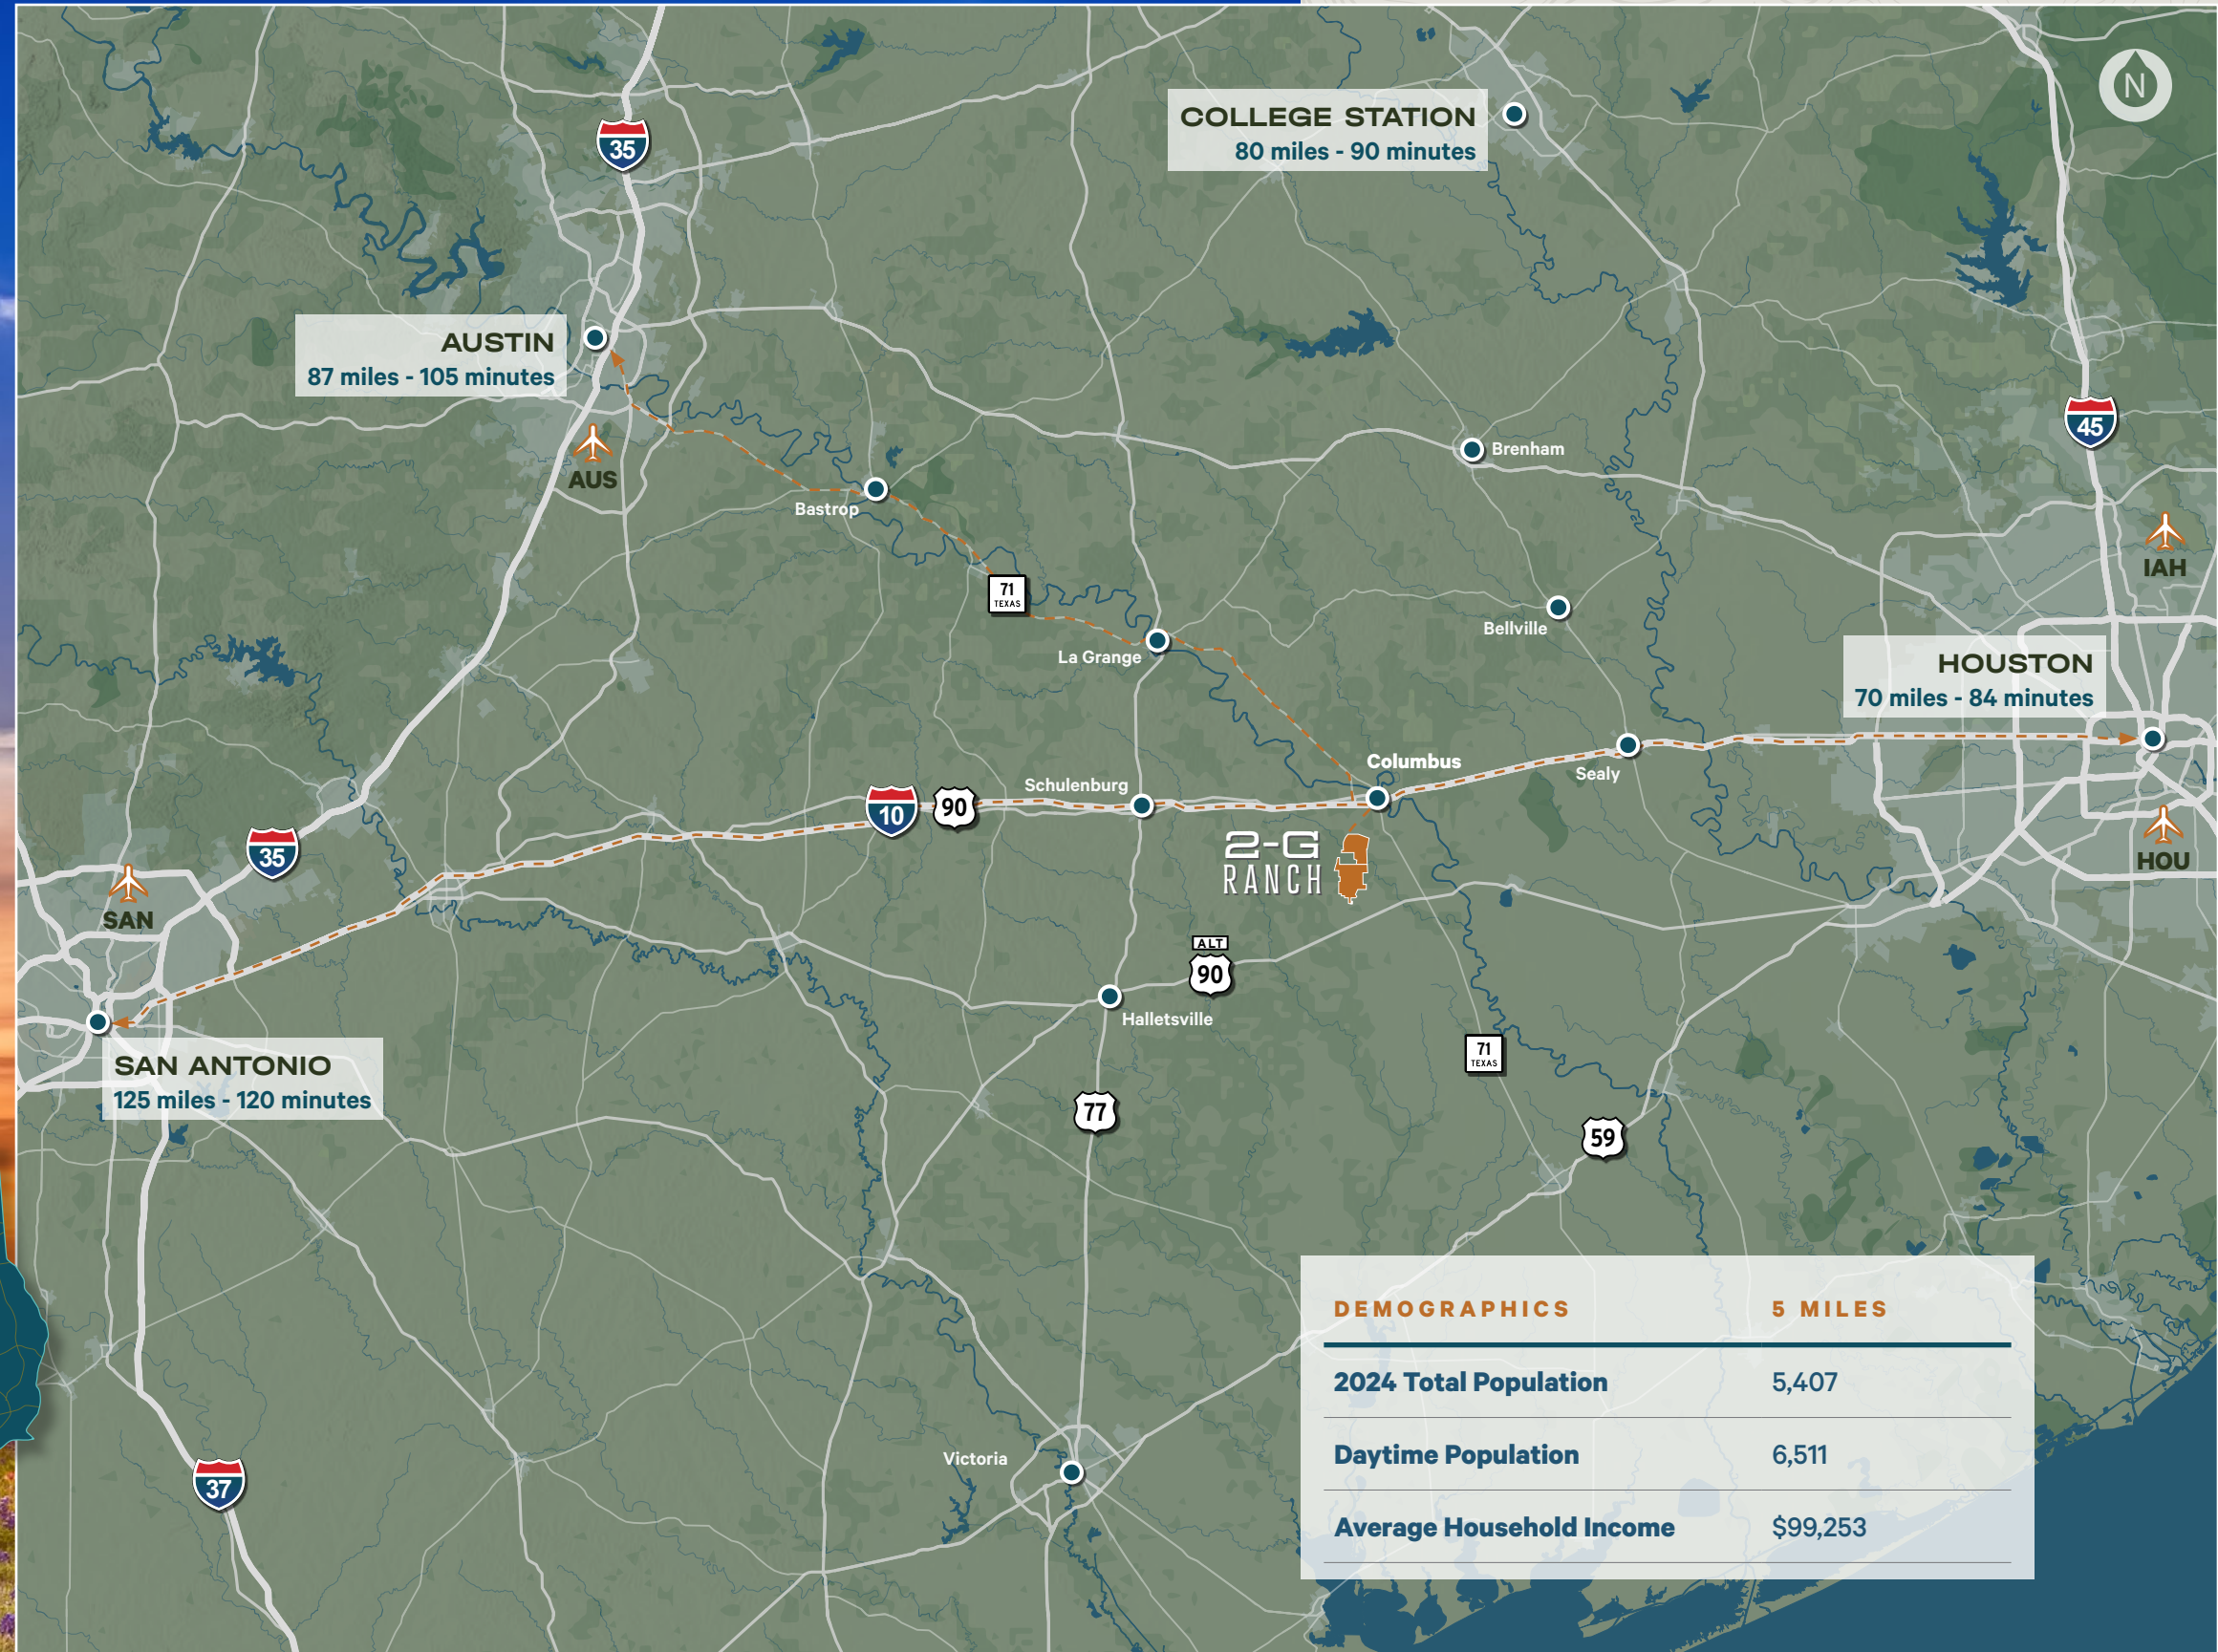 N
35
COLLEGE STATION
80 miles - 90 minutes
AUSTIN
87 miles - 105 minutes
AUS
45
Brenham
Bastrop
IAH
71
TEXAS
Bellville
La Grange
HOUSTON
70 miles - 84 minutes
Columbus
Sealy
Schulenburg
10
90
35
2-G
RANCH
HOU
SAN
ALT
90
Halletsville
SAN ANTONIO
125 miles - 120 minutes
71
TEXAS
77
59
DEMOGRAPHICS 5 MILES
2024 Total Population 5,407
Daytime Population 6,511
Average Household Income $99,253
Victoria
37